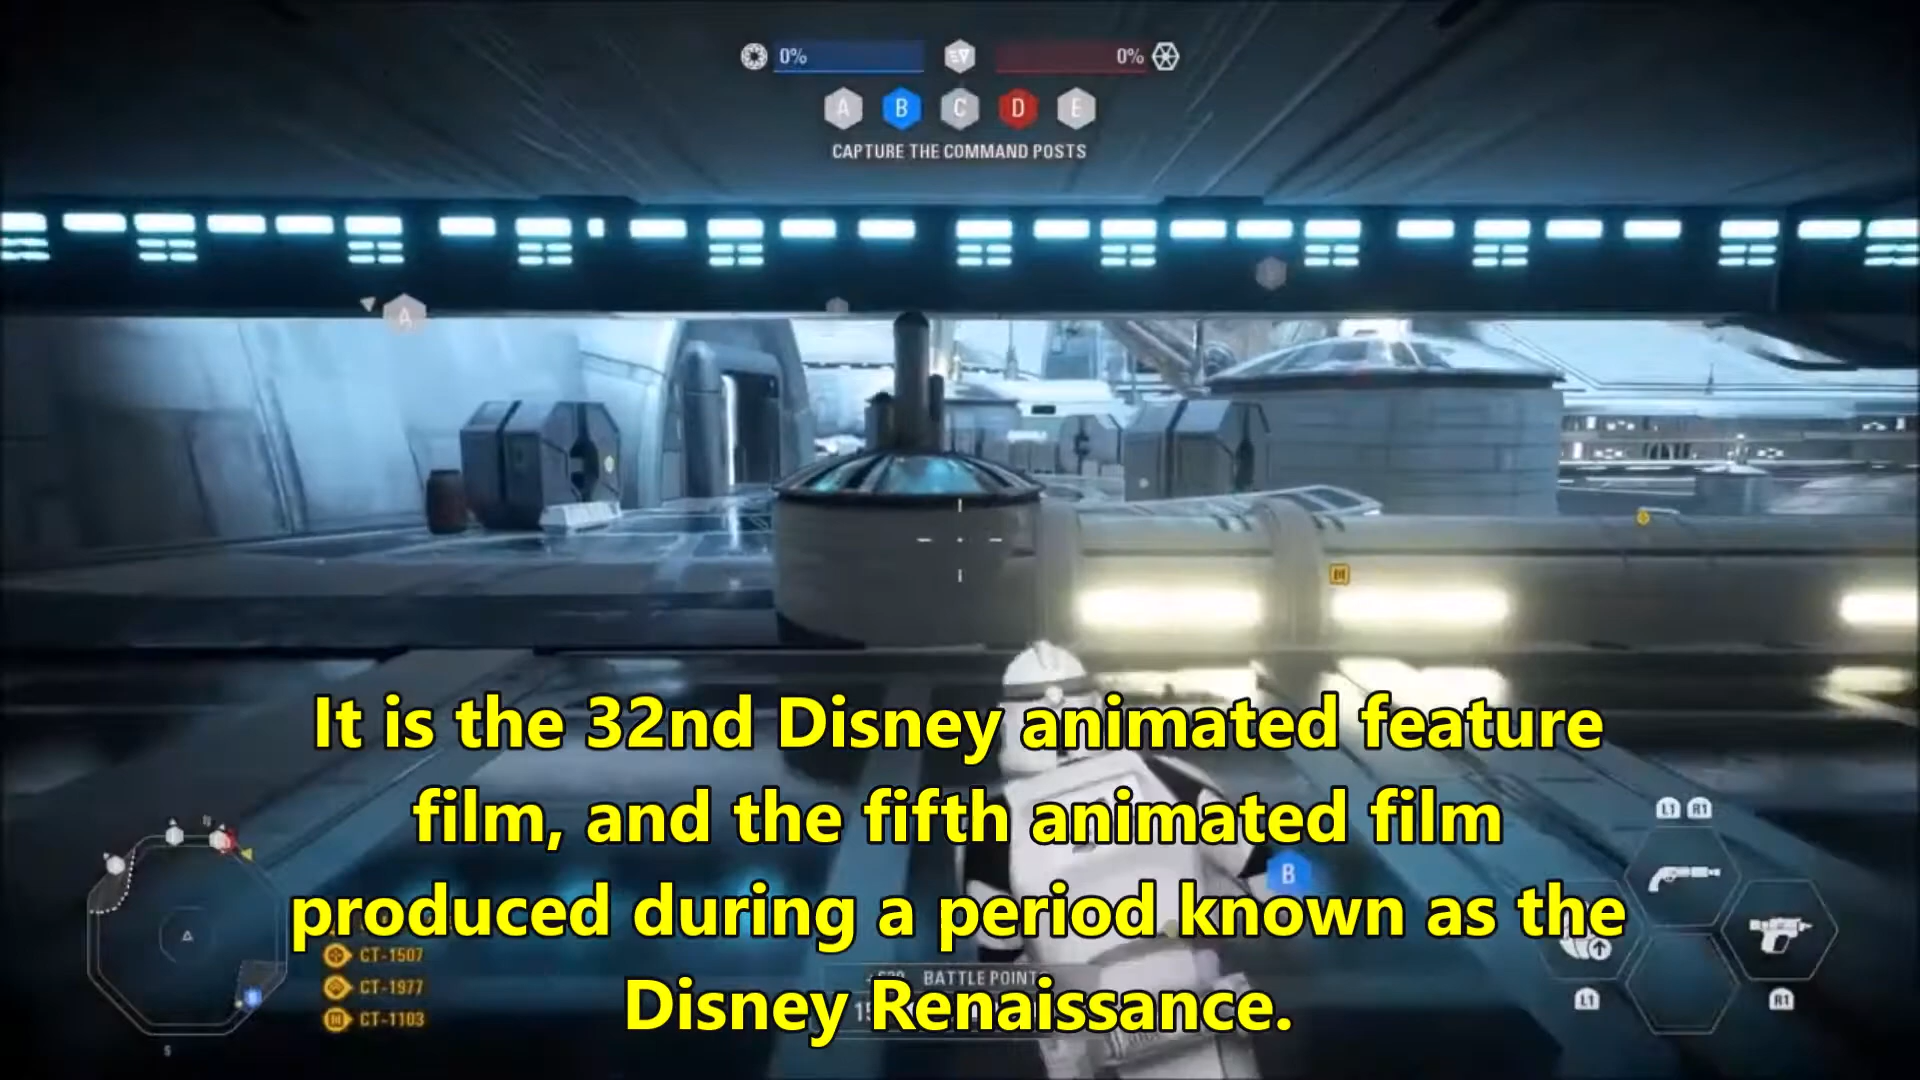 0% 0%
A B C D E
CAPTURE THE COMMAND POSTS
A
It is the 32nd Disney animated feature
film, and the fifth animated film
produced during a period known as the
Disney Renaissance.
L1 R1
B
CT-1507
CT-1977
CT-1103
BATTLE POINTS
L1 R1
S